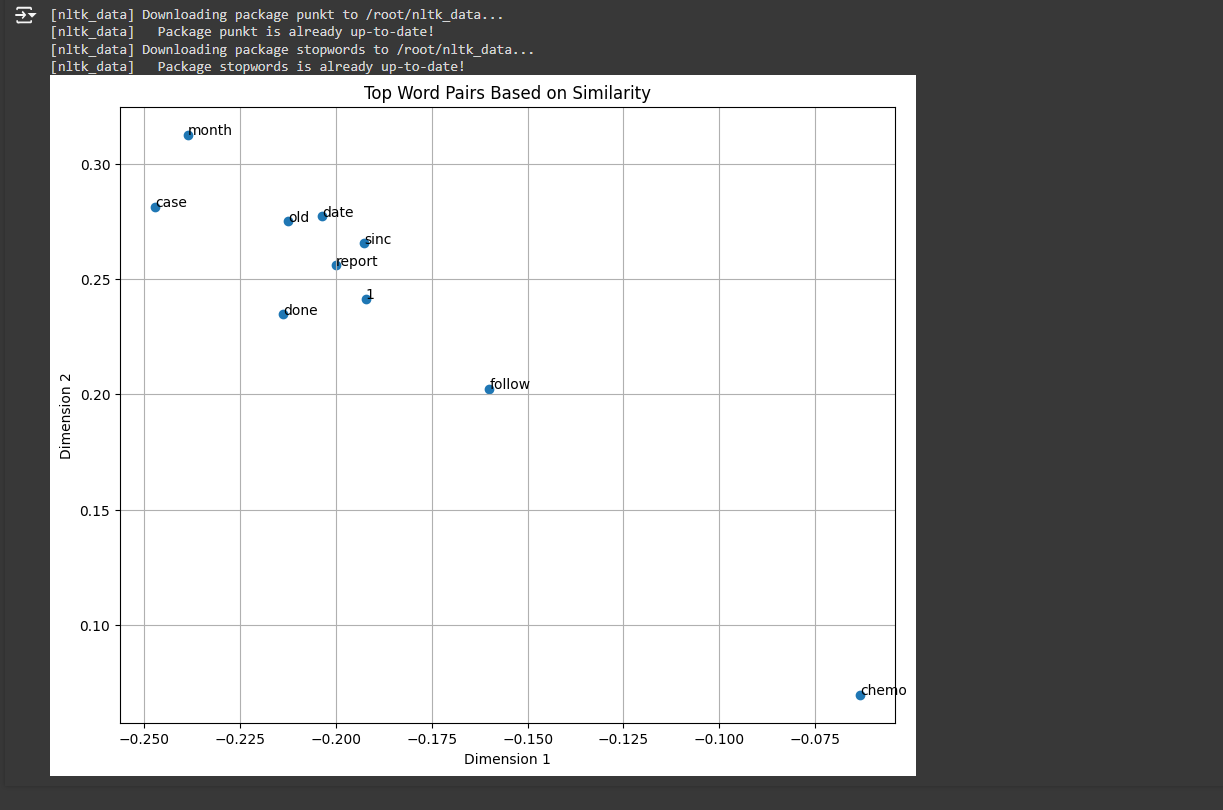 [nltk_data] Downloading package punkt to /root/nltk_data...
[nltk_data]   Package punkt is already up-to-date!
[nltk_data] Downloading package stopwords to /root/nltk_data...
[nltk_data]   Package stopwords is already up-to-date!
Top Word Pairs Based on Similarity
month
0.30
case
old
date
sinc
report
0.25
1
done
follow
0.20
Dimension 2
0.15
0.10
chemo
−0.250 −0.225 −0.200 −0.175 −0.150 −0.125 −0.100 −0.075
Dimension 1